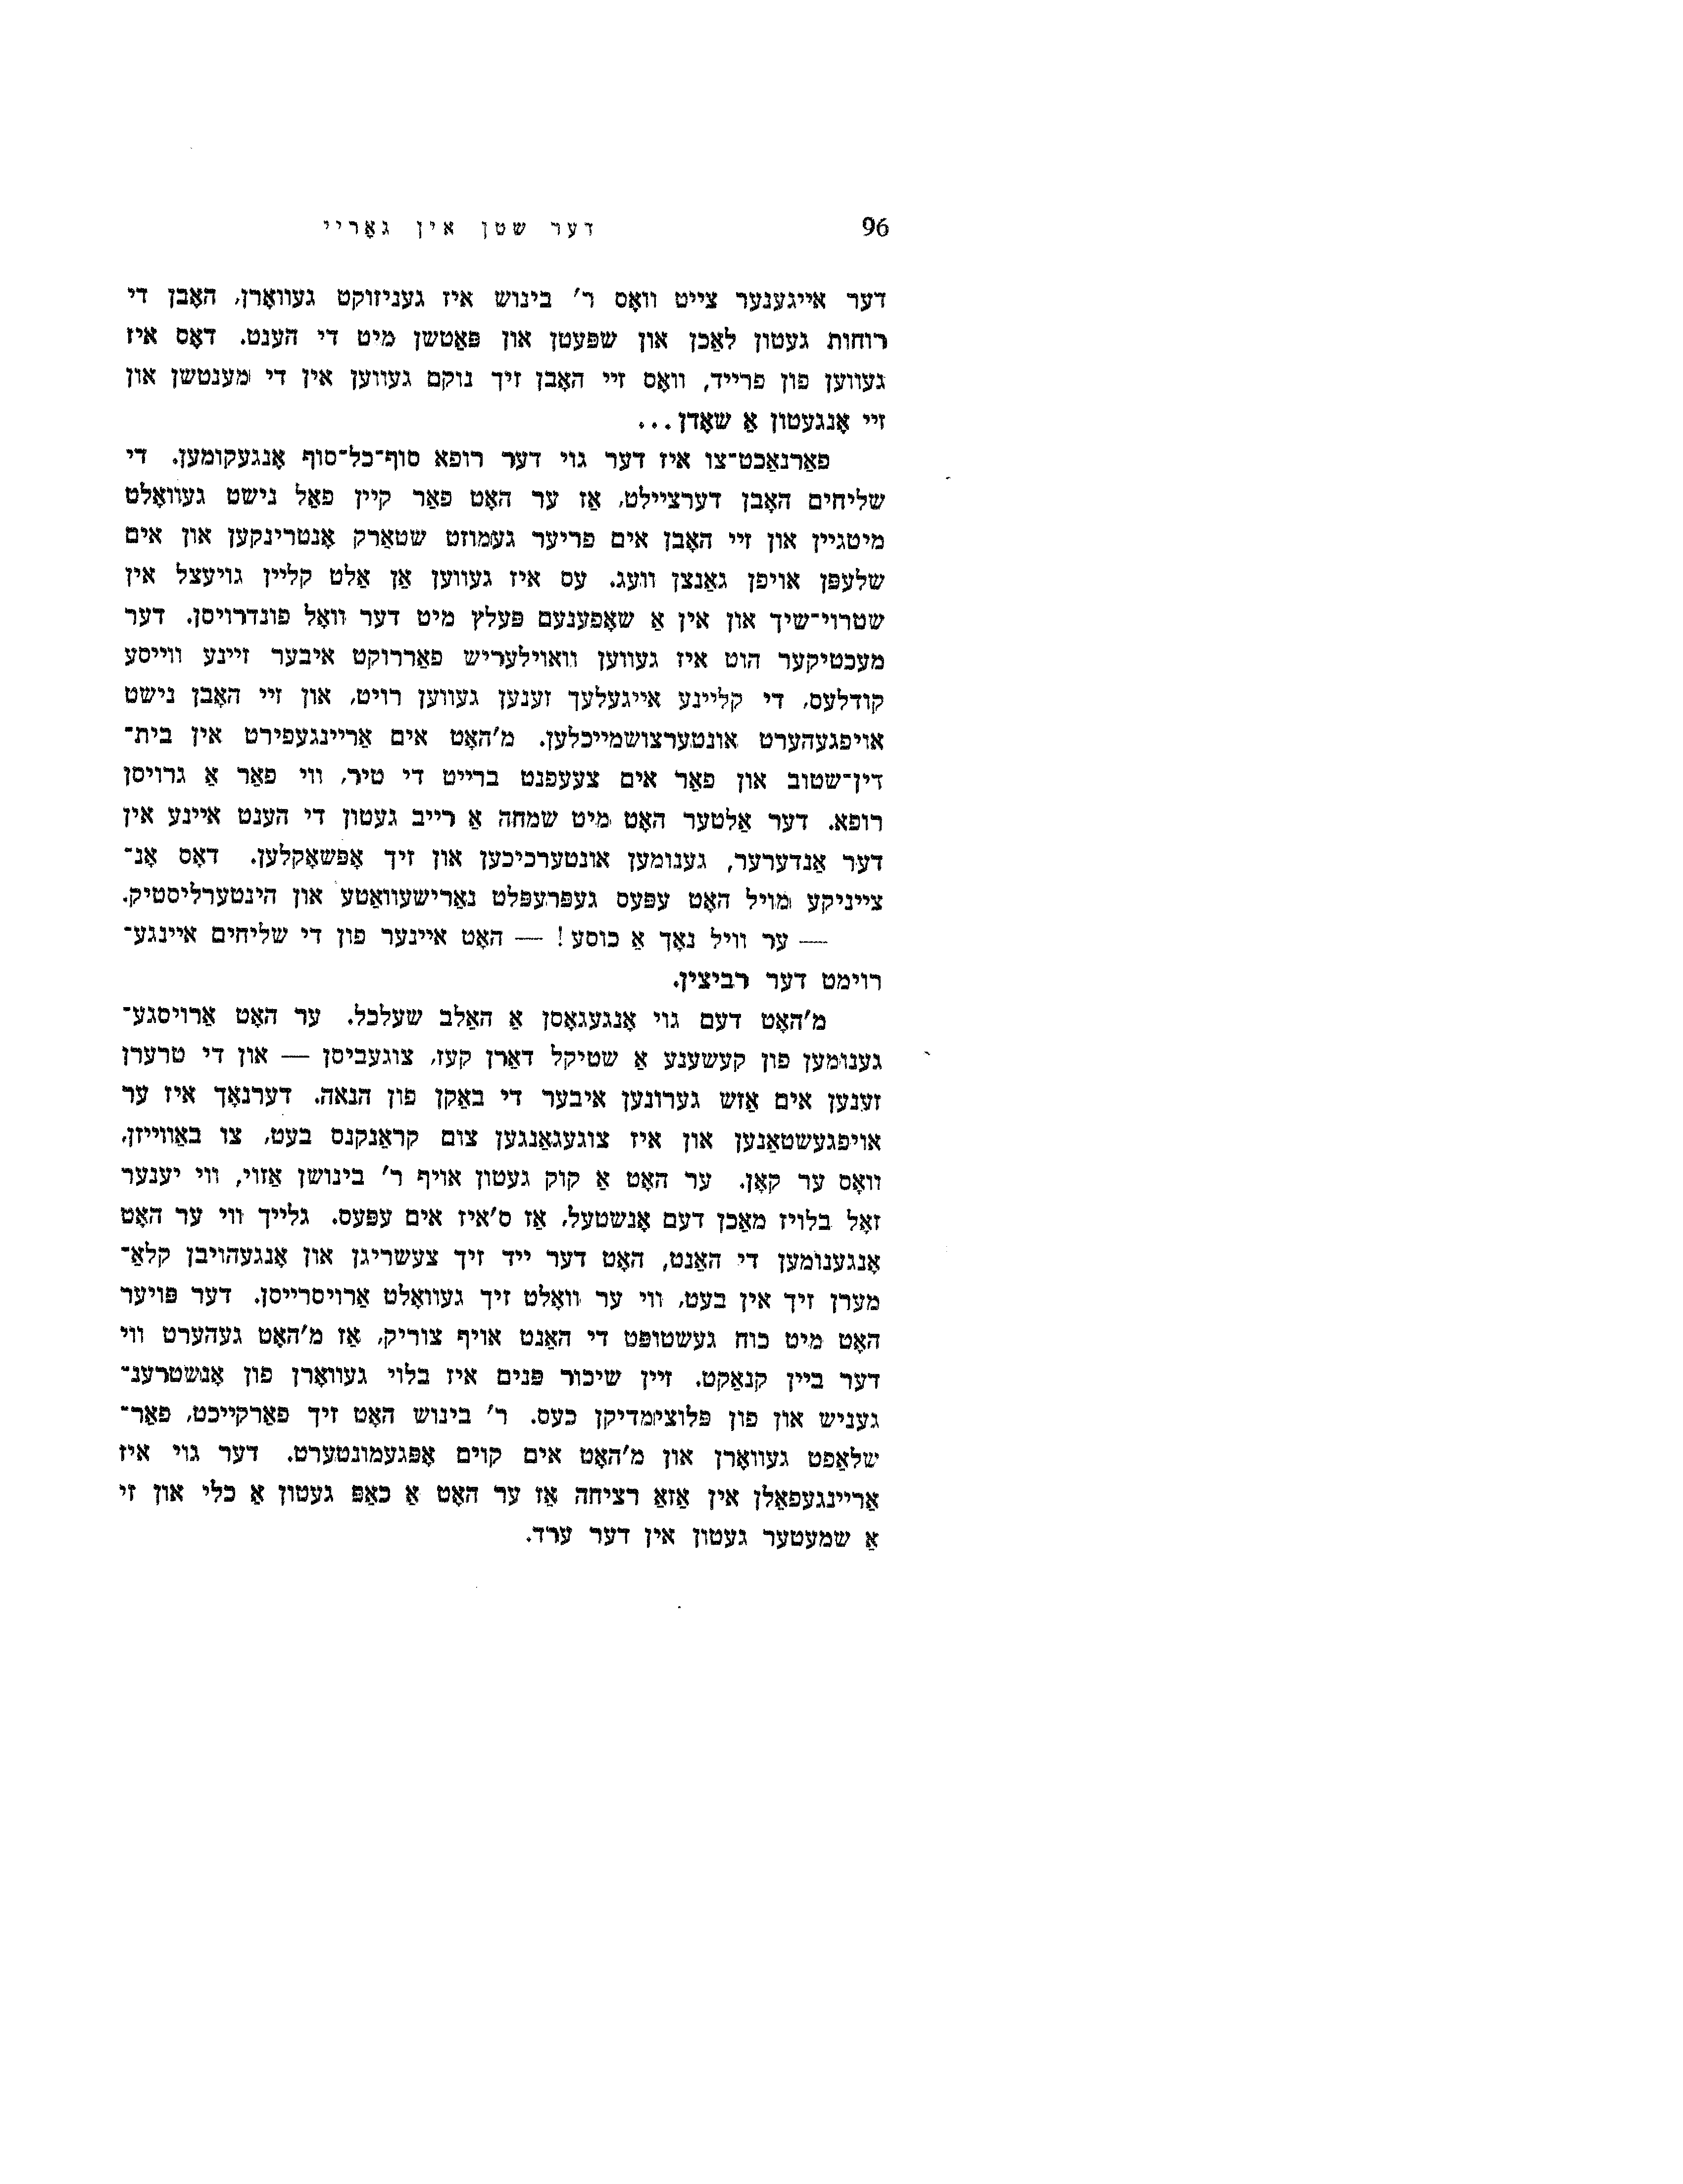 96 דער שטן אין גאָריי
דער אייגענער צייט וואָס ר' בינוש איז געניזוקט געוואָרן, האָבן די
רוחות געטון לאַכן און שפּעטן און פּאַטשן מיט די הענט. דאָס איז
געווען פון פרייד, וואָס זיי האָבן זיך נוקם געווען אין די מענטשן און
זיי אָנגעטון אַ שאָדן...
פאַרנאַכט־צו איז דער גוי דער רופא סוף־כל־סוף אָנגעקומען. די
שליחים האָבן דערציילט, אַז ער האָט פאַר קיין פאַל נישט געוואָלט
מיטגיין און זיי האָבן אים פריער געמוזט שטאַרק אָנטרינקען און אים
שלעפּן אויפן גאַנצן וועג. עס איז געווען אַן אַלט קליין גויעצל אין
שטרוי־שיך און אין אַ שאָפענעם פּעלץ מיט דער וואָל פונדרויסן. דער
מעכטיקער הוט איז געווען וואוילעריש פאַררוקט איבער זיינע ווייסע
קודלעס, די קליינע אייגעלעך זענען געווען רויט, און זיי האָבן נישט
אויפגעהערט אונטערצושמייכלען. מ'האָט אים אַריינגעפירט אין בית־
דין־שטוב און פאַר אים צעעפנט ברייט די טיר, ווי פאַר אַ גרויסן
רופא. דער אַלטער האָט מיט שמחה אַ רייב געטון די הענט איינע אין
דער אַנדערער, גענומען אונטערכיכען און זיך אָפּשאָקלען. דאָס אָנ־
צייניקע מויל האָט עפּעס געפּרעפּלט נאַרישעוואַטע און הינטערליסטיק.
— ער וויל נאָך אַ כוסע! — האָט איינער פון די שליחים איינגע־
רוימט דער רביצין.
מ'האָט דעם גוי אָנגעגאָסן אַ האַלב שעלכל. ער האָט אַרויסגע־
גענומען פון קעשענע אַ שטיקל דאַרן קעז, צוגעביסן — און די טרערן
זענען אים אַזש גערונען איבער די באַקן פון הנאה. דערנאָך איז ער
אויפגעשטאַנען און איז צוגעגאַנגען צום קראַנקנס בעט, צו באַווייזן,
וואָס ער קאָן. ער האָט אַ קוק געטון אויף ר' בינושן אַזוי, ווי יענער
זאָל בלויז מאַכן דעם אָנשטעל, אַז ס'איז אים עפּעס. גלייך ווי ער האָט
אָנגענומען די האַנט, האָט דער ייד זיך צעשריגן און אָנגעהויבן קלאַ־
מערן זיך אין בעט, ווי ער וואָלט זיך געוואָלט אַרויסרייסן. דער פּויער
האָט מיט כוח געשטופּט די האַנט אויף צוריק, אַז מ'האָט געהערט ווי
דער ביין קנאַקט. זיין שיכור פּנים איז בלוי געוואָרן פון אָנשטרענ־
געניש און פון פּלוצימדיקן כעס. ר' בינוש האָט זיך פאַרקייכט, פאַר־
שלאַפט געוואָרן און מ'האָט אים קוים אָפּגעמונטערט. דער גוי איז
אַריינגעפאַלן אין אַזאַ רציחה אַז ער האָט אַ כאַפּ געטון אַ כלי און זי
אַ שמעטער געטון אין דער ערד.